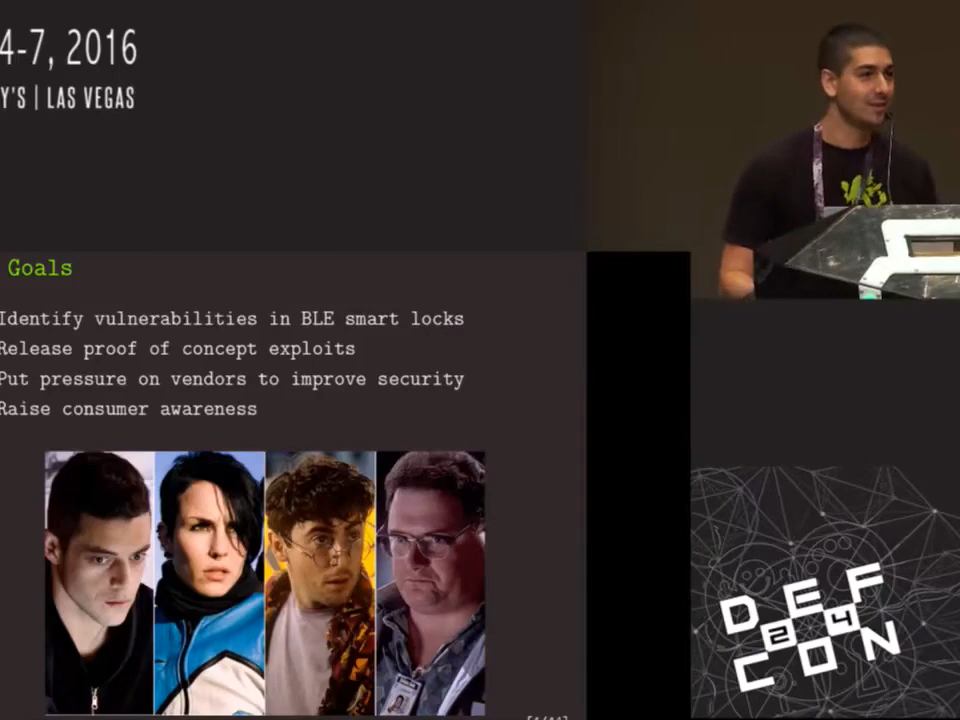 4-7, 2016
Y'S | LAS VEGAS
Goals
Identify vulnerabilities in BLE smart locks
Release proof of concept exploits
Put pressure on vendors to improve security
Raise consumer awareness
DEF
24
CON